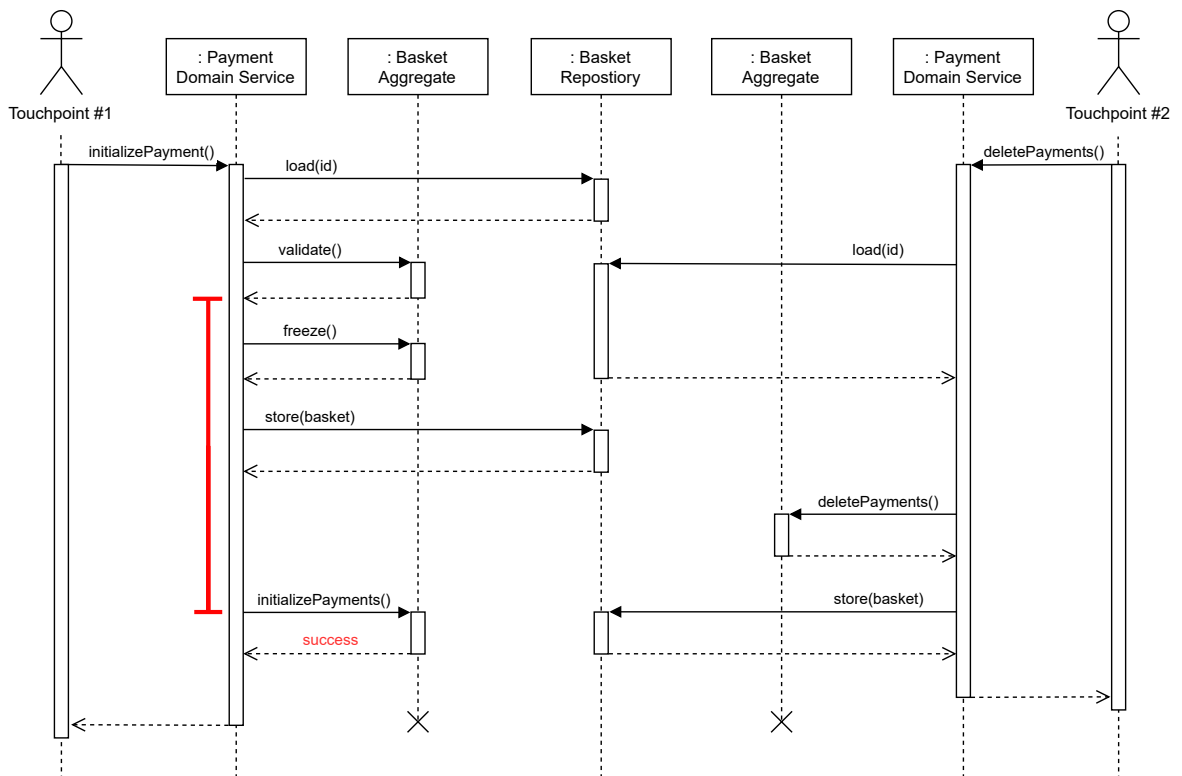 : Payment
Domain Service
: Basket
Aggregate
: Basket
Repostiory
: Basket
Aggregate
: Payment
Domain Service
Touchpoint #1
Touchpoint #2
initializePayment()
deletePayments()
load(id)
validate()
load(id)
freeze()
store(basket)
deletePayments()
initializePayments()
store(basket)
success